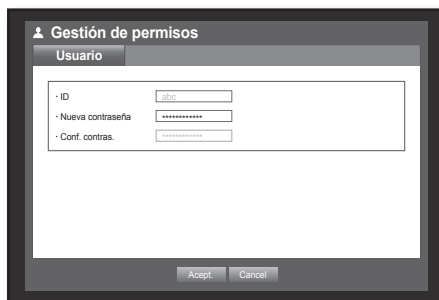 Gestión de permisos
Usuario
· ID abc
· Nueva contraseña ************
· Conf. contras. ************
Acept. Cancel